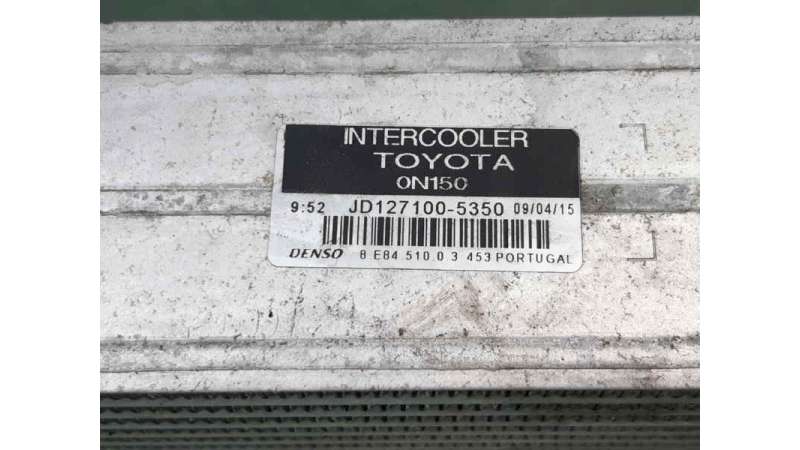 INTERCOOLER
TOYOTA
0N150
9:52 JD127100-5350 09/04/15
DENSO 8 E84 510 0 3 453 PORTUGAL